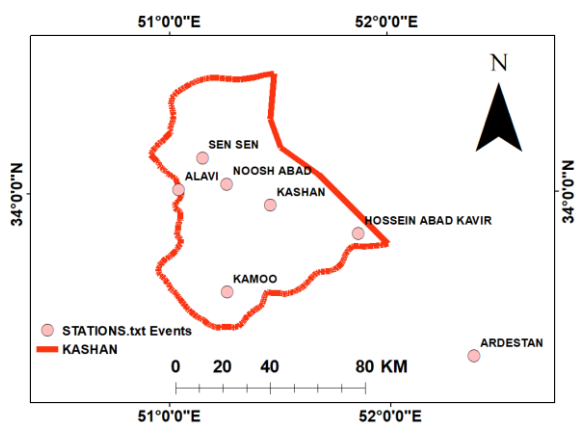 51°0'0"E 52°0'0"E
N
SEN SEN
ALAVI
NOOSH ABAD
KASHAN
34°0'0"N
34°0'0"N
HOSSEIN ABAD KAVIR
KAMOO
STATIONS.txt Events
KASHAN
ARDESTAN
0 20 40 80 KM
51°0'0"E 52°0'0"E